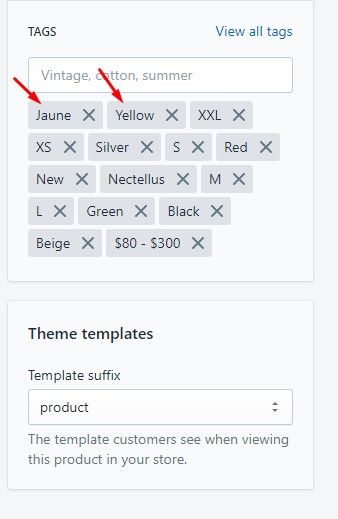 TAGS View all tags
Vintage, cotton, summer
Jaune Yellow XXL
XS Silver S Red
New Nectellus M
L Green Black
Beige $80 - $300
Theme templates
Template suffix
product
The template customers see when viewing
this product in your store.